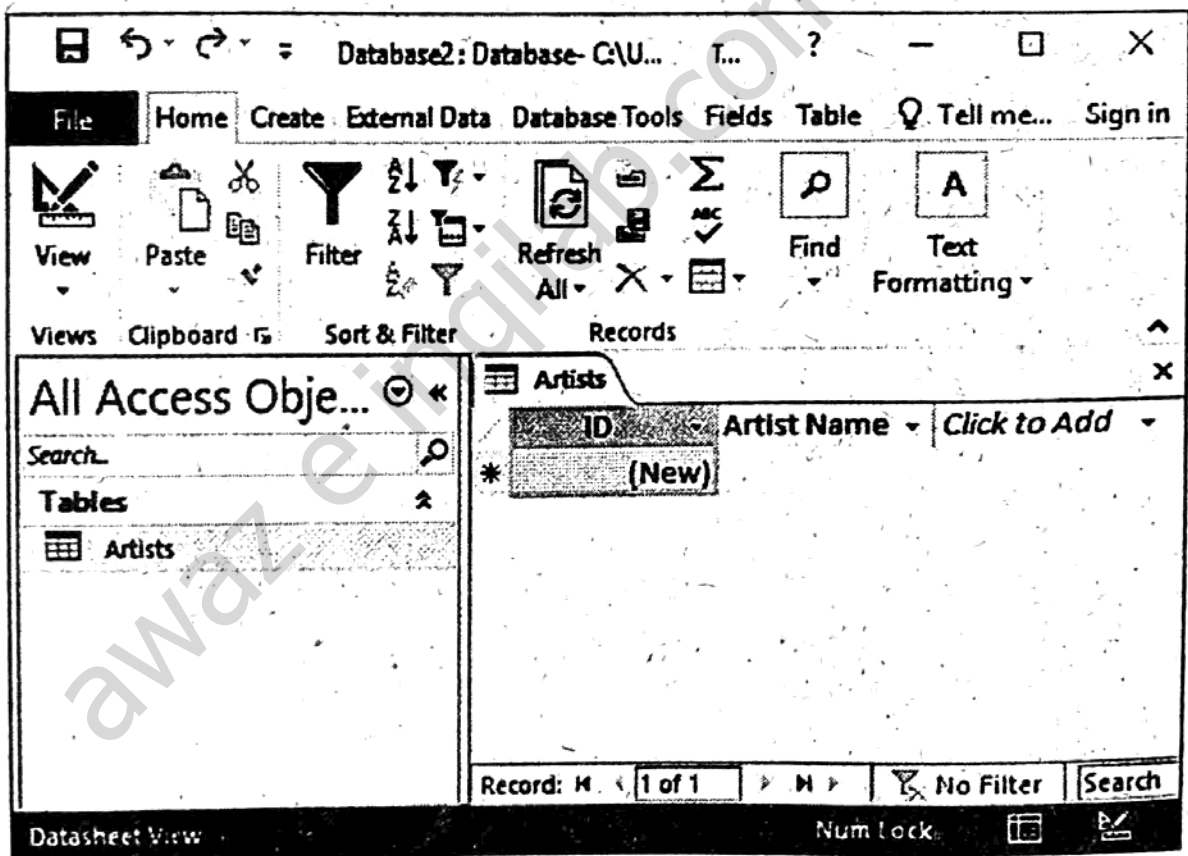 Database2 : Database- C:\U... T... ?
File Home Create External Data Database Tools Fields Table Tell me... Sign in
View Paste Filter Refresh All Find Text Formatting
ABC
A
Views Clipboard Sort & Filter Records
All Access Obje...
Search...
Tables
Artists
Artists
ID Artist Name Click to Add
(New)
Record: 1 of 1 No Filter Search
Datasheet View Num Lock
awaz e inqilab.com